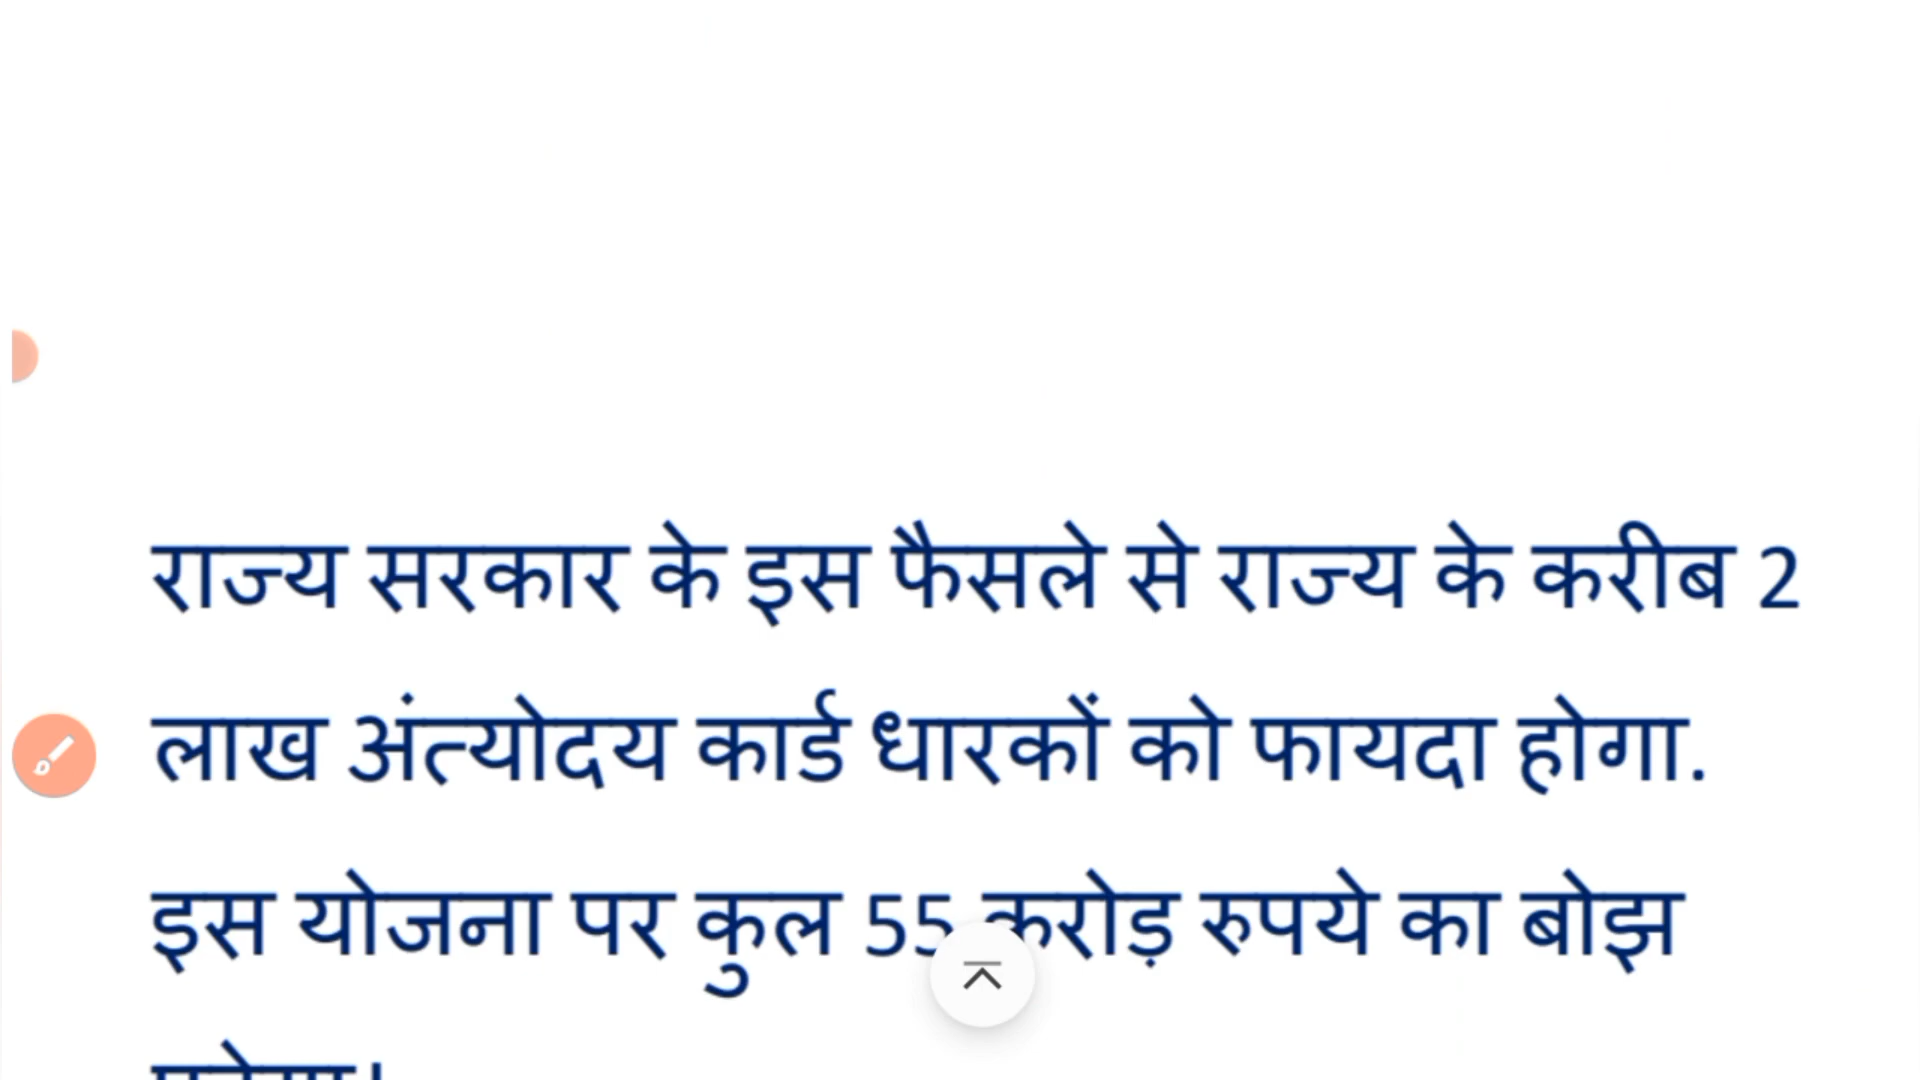 राज्य सरकार के इस फैसले से राज्य के करीब 2
लाख अंत्योदय कार्ड धारकों को फायदा होगा.
इस योजना पर कुल 55 करोड़ रुपये का बोझ